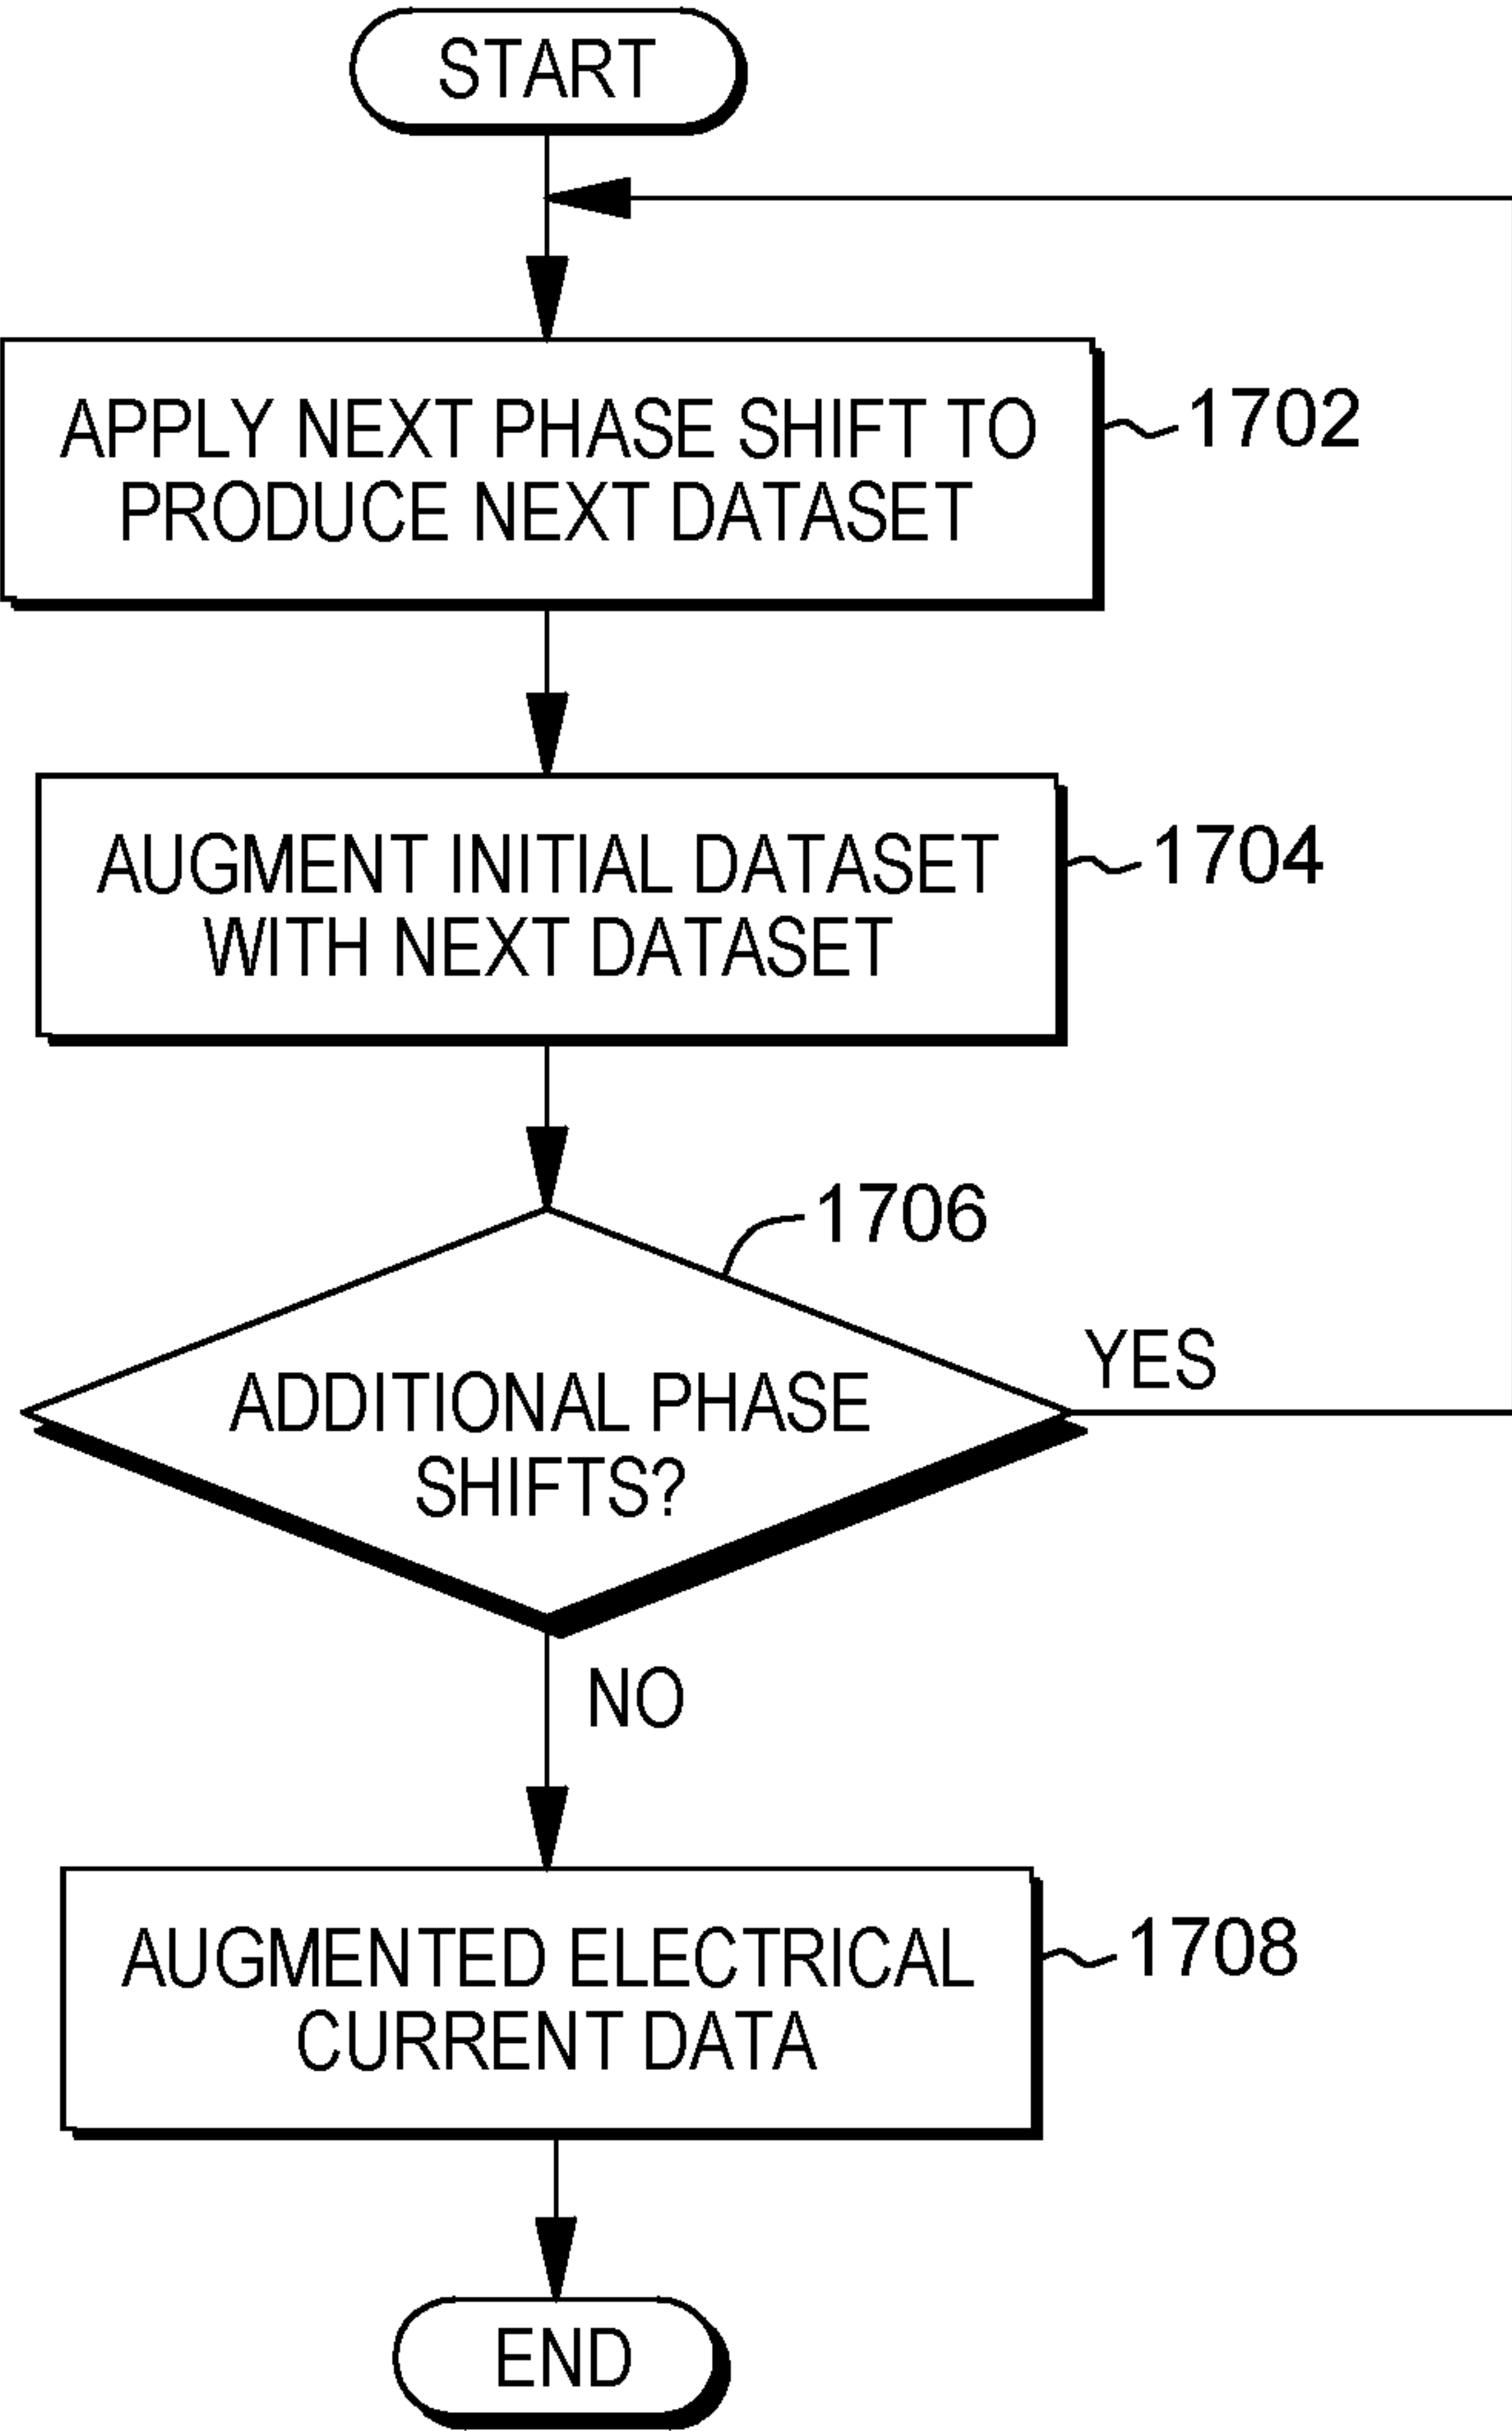 START
APPLY NEXT PHASE SHIFT TO
PRODUCE NEXT DATASET
1702
AUGMENT INITIAL DATASET
WITH NEXT DATASET
1704
1706
ADDITIONAL PHASE
SHIFTS?
YES
NO
AUGMENTED ELECTRICAL
CURRENT DATA
1708
END